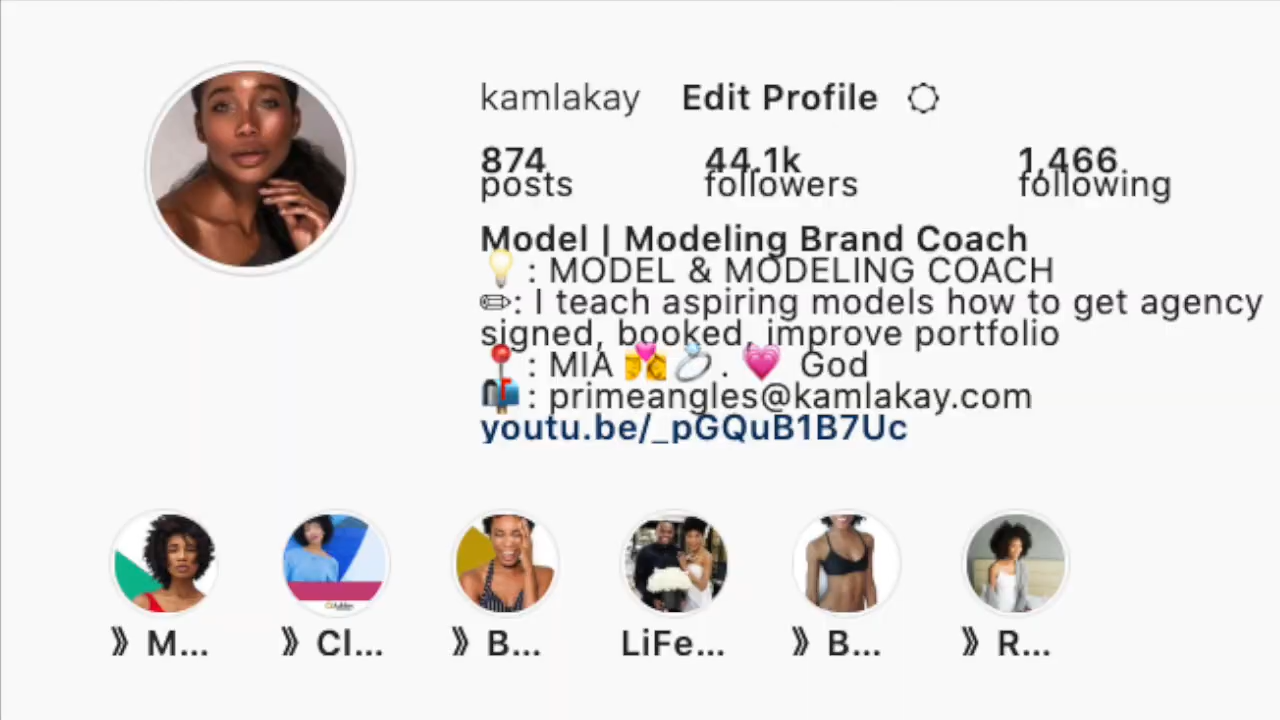 kamlakay Edit Profile
874 44.1k 1,466
posts followers following
Model | Modeling Brand Coach
💡: MODEL & MODELING COACH
✏: I teach aspiring models how to get agency
signed, booked, improve portfolio
📍: MIA 💏💍. 💗 God
📬: primeangles@kamlakay.com
youtu.be/_pGQuB1B7Uc
》M... 》Cl... 》B... LiFe... 》B... 》R...